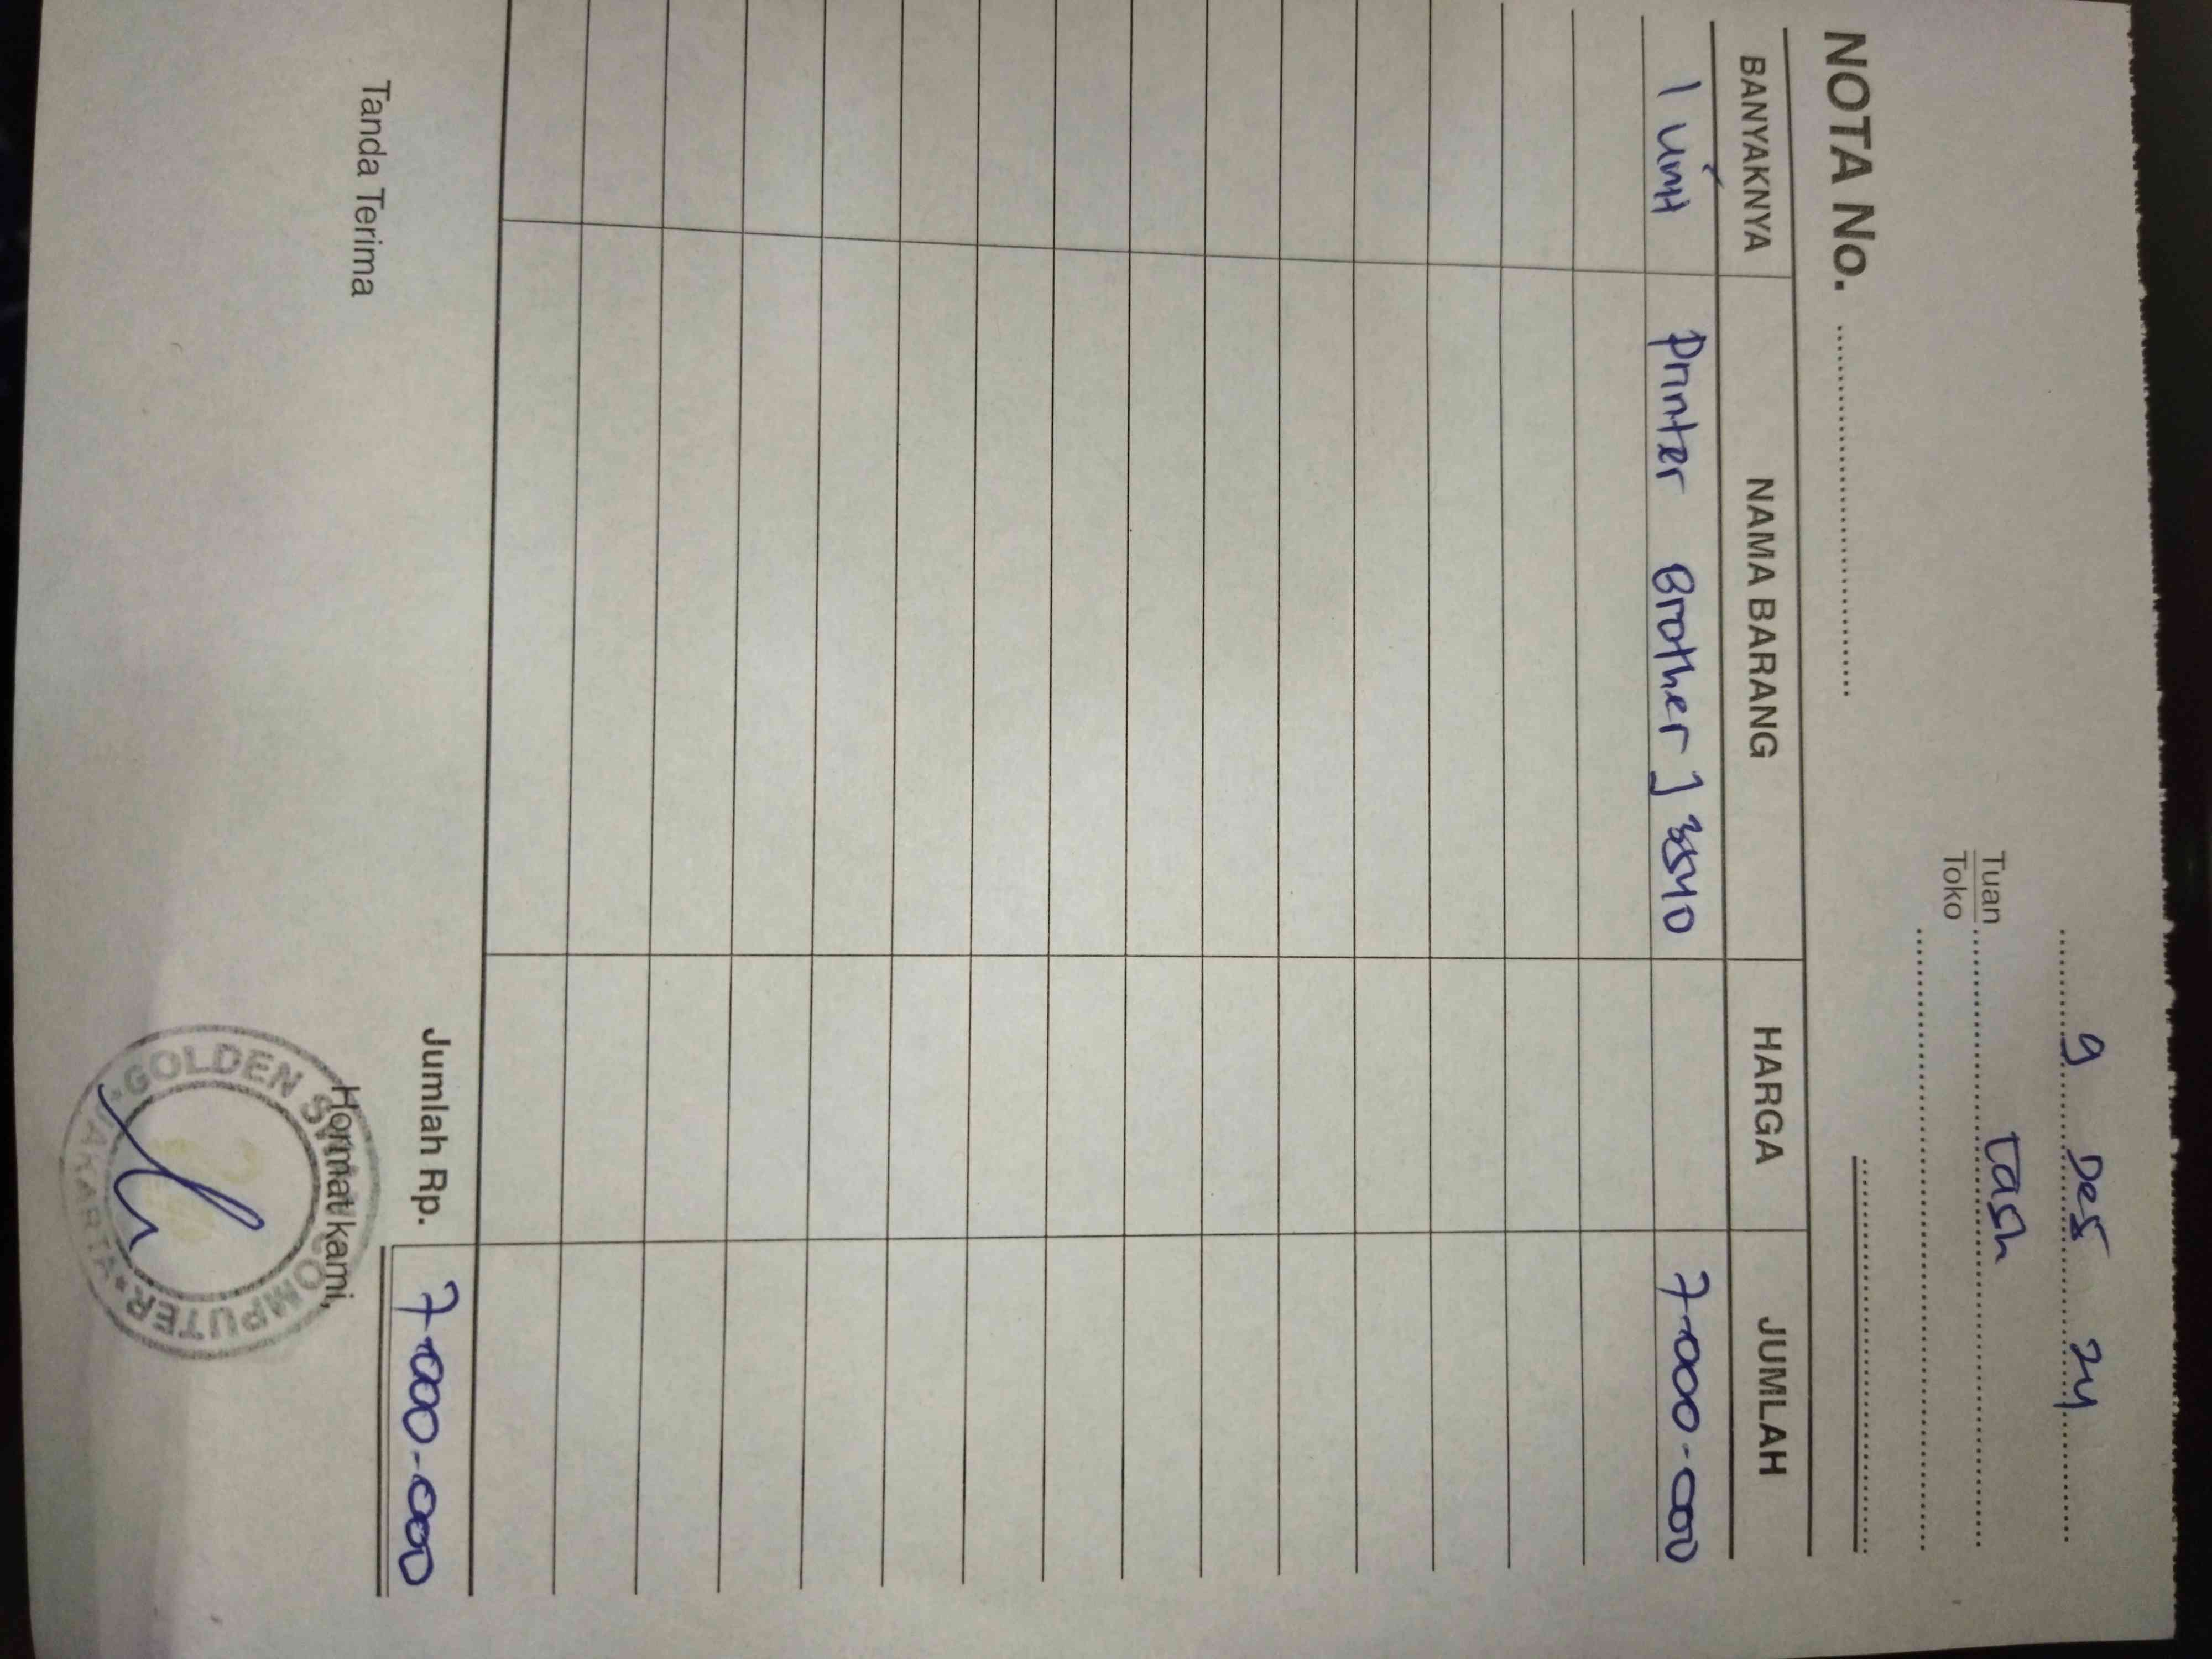 9 Des 24
Tuan
Toko
Cash
NOTA No.
BANYAKNYA NAMA BARANG HARGA JUMLAH
1 Unit Printer Brother J 3540 7.000.000
Jumlah Rp. 7.000.000
Tanda Terima
Hormat kami,
GOLDEN COMPUTER
JAKARTA